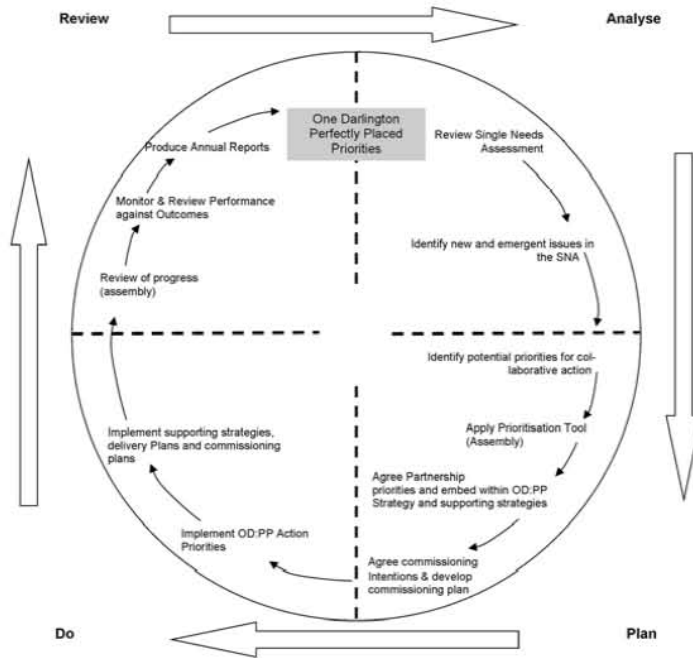 Review
Analyse
One Darlington
Perfectly Placed
Priorities
Review Single Needs
Assessment
Identify new and emergent issues in
the SNA
Identify potential priorities for col-
laborative action
Apply Prioritisation Tool
(Assembly)
Agree Partnership
priorities and embed within OD:PP
Strategy and supporting strategies
Agree commissioning
Intentions & develop
commissioning plan
Implement OD:PP Action
Priorities
Implement supporting strategies,
delivery Plans and commissioning
plans
Review of progress
(assembly)
Monitor & Review Performance
against Outcomes
Produce Annual Reports
Do
Plan